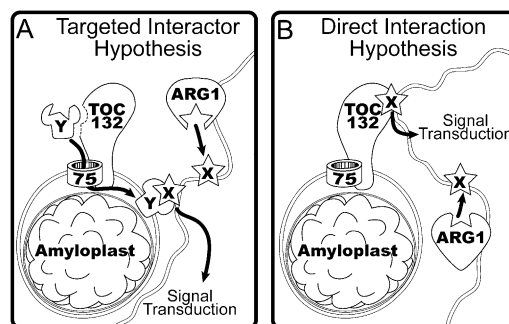 A
Targeted Interactor
Hypothesis
TOC
132
ARG1
Y
75
X
Y X
Amyloplast
Signal
Transduction
B
Direct Interaction
Hypothesis
TOC
132
X
Signal
Transduction
75
X
ARG1
Amyloplast